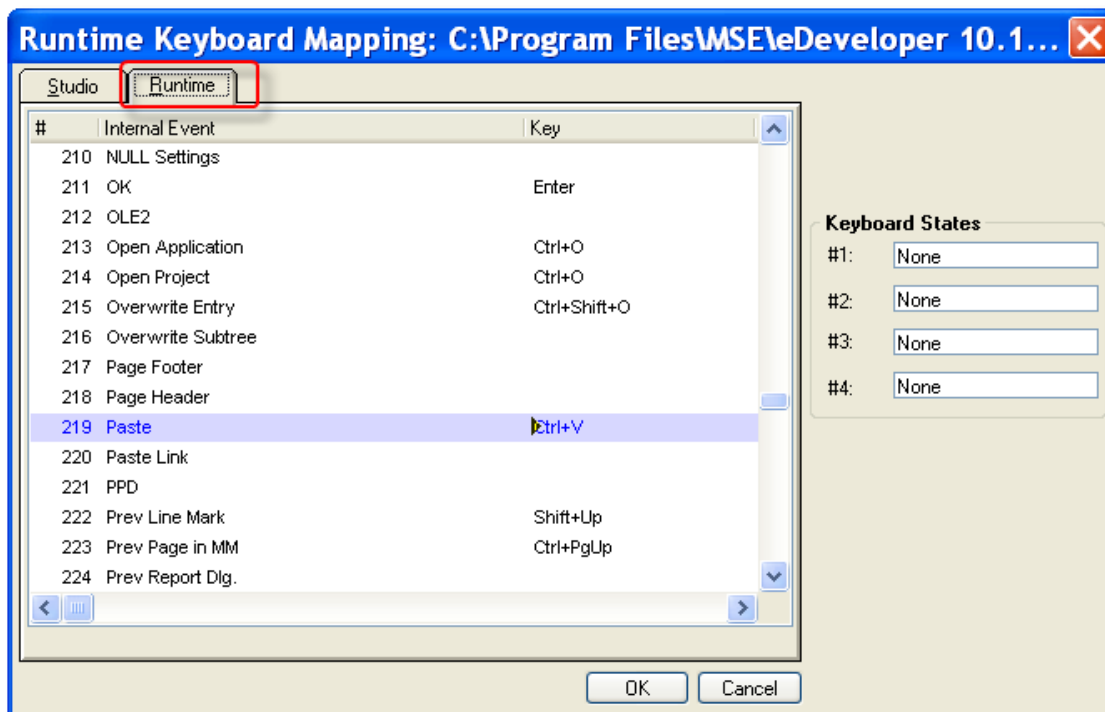 Runtime Keyboard Mapping: C:\Program Files\MSE\eDeveloper 10.1...
Studio Runtime
# Internal Event Key
210 NULL Settings
211 OK Enter
212 OLE2
213 Open Application Ctrl+O
214 Open Project Ctrl+O
215 Overwrite Entry Ctrl+Shift+O
216 Overwrite Subtree
217 Page Footer
218 Page Header
219 Paste Ctrl+V
220 Paste Link
221 PPD
222 Prev Line Mark Shift+Up
223 Prev Page in MM Ctrl+PgUp
224 Prev Report Dlg.
Keyboard States
#1: None
#2: None
#3: None
#4: None
OK Cancel